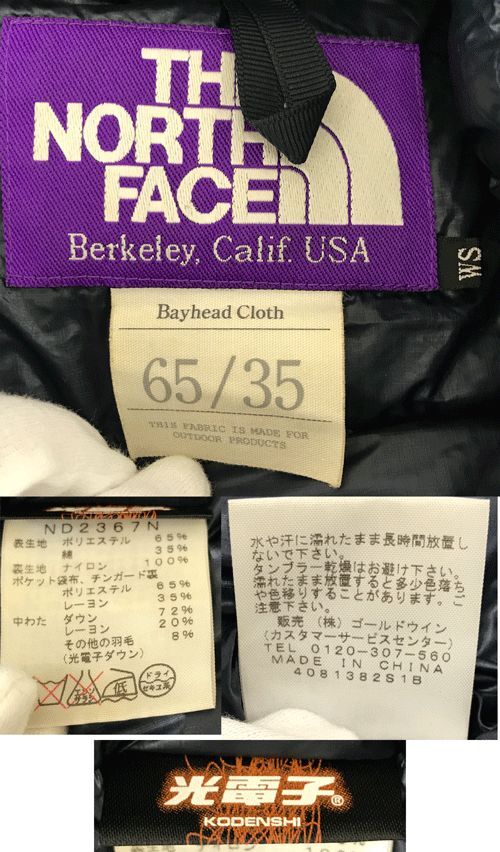 THE
NORTH
FACE
Berkeley, Calif. USA
WS
Bayhead Cloth
65/35
THIS FABRIC IS MADE FOR
OUTDOOR PRODUCTS
ND2367N
表生地 ポリエステル 65%
綿 35%
裏生地 ナイロン 100%
ポケット袋布、チンガード裏
ポリエステル 65%
レーヨン 35%
中わた ダウン 72%
レーヨン 20%
その他の羽毛 8%
(光電子ダウン)
低
ドライ
セキユ系
水や汗に濡れたまま長時間放置し
ないで下さい。
タンブラー乾燥はお避け下さい。
濡れたまま放置すると多少色落ち
や色移りすることがあります。ご
注意下さい。
販売 (株) ゴールドウイン
(カスタマーサービスセンター)
TEL 0120-307-560
MADE IN CHINA
4081382S1B
光電子®
KODENSHI